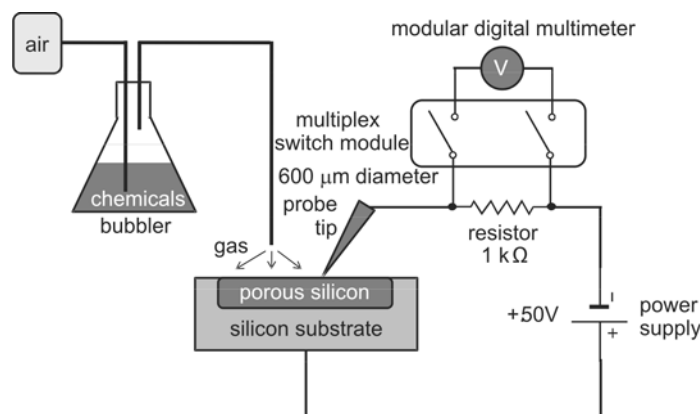 modular digital multimeter
air
V
multiplex
switch module
600 μm diameter
probe
tip
chemicals
bubbler
resistor
1 kΩ
gas
porous silicon
silicon substrate
+50V
power
supply
+